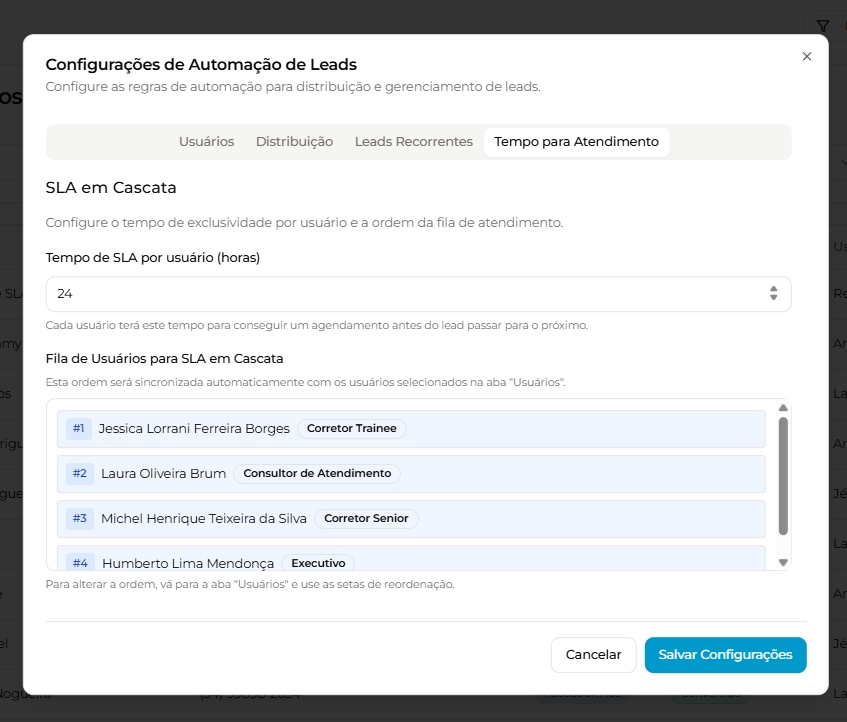 Configurações de Automação de Leads
Configure as regras de automação para distribuição e gerenciamento de leads.
Usuários Distribuição Leads Recorrentes Tempo para Atendimento
SLA em Cascata
Configure o tempo de exclusividade por usuário e a ordem da fila de atendimento.
Tempo de SLA por usuário (horas)
24
Cada usuário terá este tempo para conseguir um agendamento antes do lead passar para o próximo.
Fila de Usuários para SLA em Cascata
Esta ordem será sincronizada automaticamente com os usuários selecionados na aba "Usuários".
#1 Jessica Lorrani Ferreira Borges Corretor Trainee
#2 Laura Oliveira Brum Consultor de Atendimento
#3 Michel Henrique Teixeira da Silva Corretor Senior
#4 Humberto Lima Mendonça Executivo
Para alterar a ordem, vá para a aba "Usuários" e use as setas de reordenação.
Cancelar Salvar Configurações